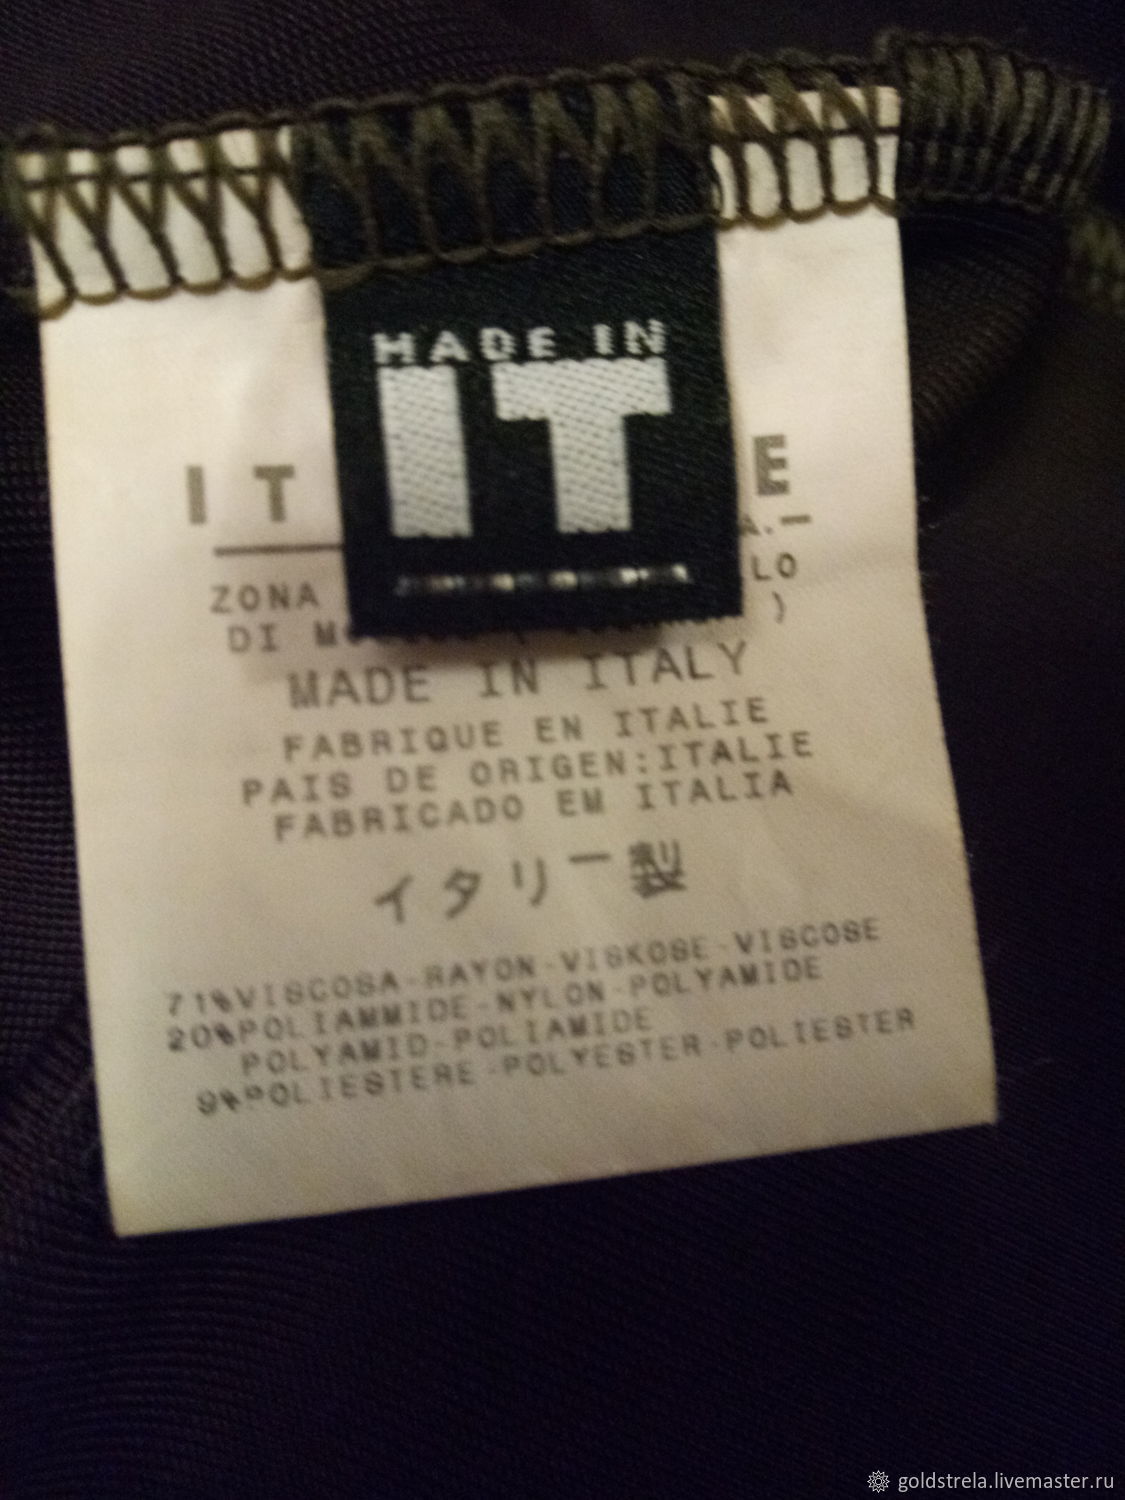 MADE IN
IT
IT E
A.-
ZONA LO
DI )
MADE IN ITALY
FABRIQUE EN ITALIE
PAIS DE ORIGEN:ITALIE
FABRICADO EM ITALIA
イタリー製
71%VISCOSA-RAYON-VISKOSE-VISCOSE
20%POLIAMMIDE-NYLON-POLYAMIDE
POLYAMID-POLIAMIDE
9%POLIESTERE-POLYESTER-POLIESTER
goldstrela.livemaster.ru